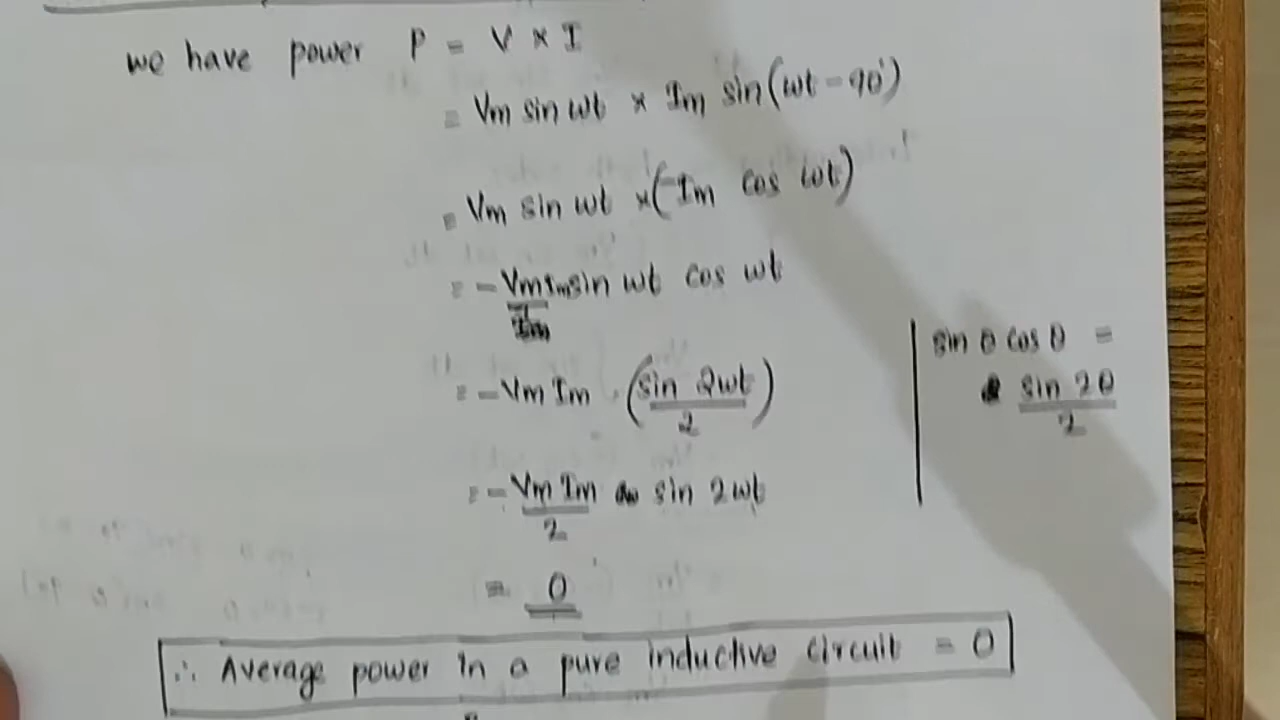 we have power P = V × I
= Vm sin wt × Im sin(wt - 90°)
= Vm sin wt ×(-Im cos wt)
= - Vm Im sin wt cos wt
Im
sin θ cos θ =
= - Vm Im . (sin 2wt / 2)
sin 2θ / 2
= - Vm Im / 2 sin 2wt
= 0
∴ Average power in a pure inductive circuit = 0